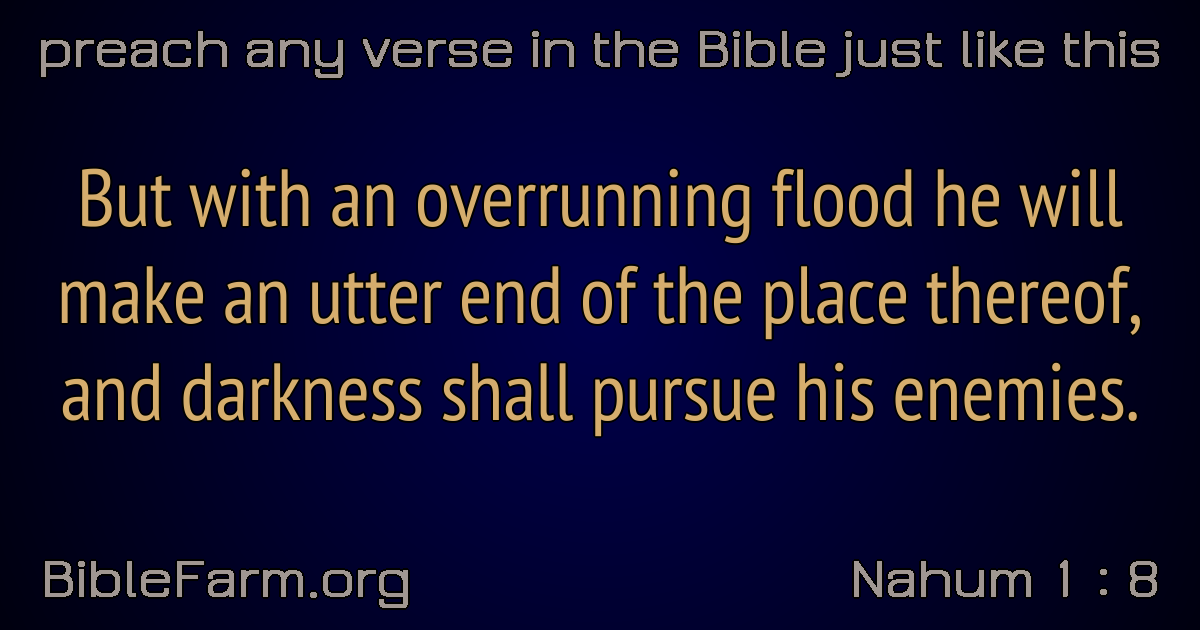 preach any verse in the Bible just like this
But with an overrunning flood he will
make an utter end of the place thereof,
and darkness shall pursue his enemies.
BibleFarm.org
Nahum 1 : 8